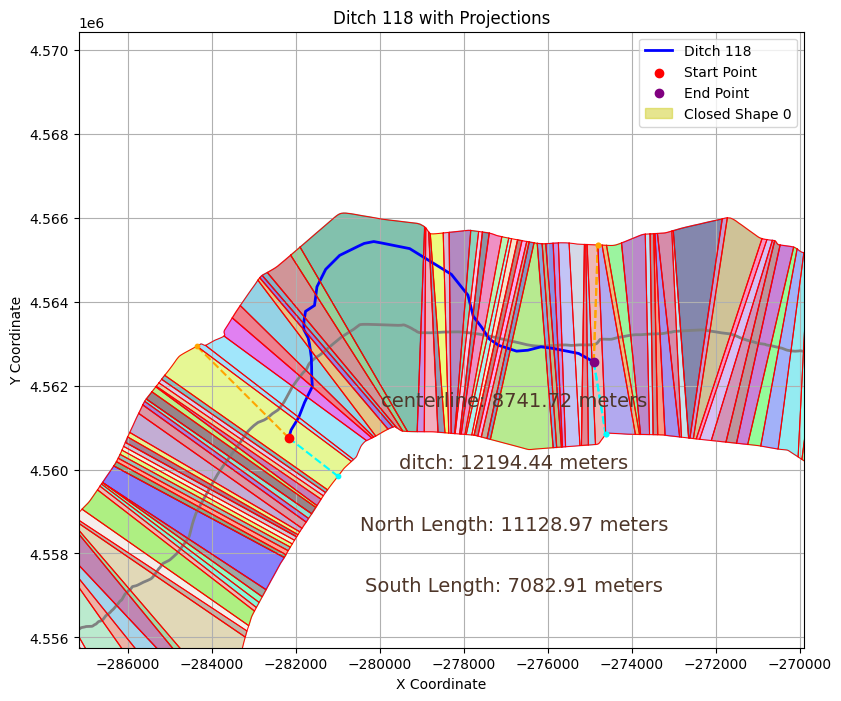 Ditch 118 with Projections
1e6
Ditch 118
Start Point
End Point
Closed Shape 0
4.570
4.568
4.566
4.564
4.562
4.560
4.558
4.556
Y Coordinate
centerline: 8741.72 meters
ditch: 12194.44 meters
North Length: 11128.97 meters
South Length: 7082.91 meters
−286000 −284000 −282000 −280000 −278000 −276000 −274000 −272000 −270000
X Coordinate